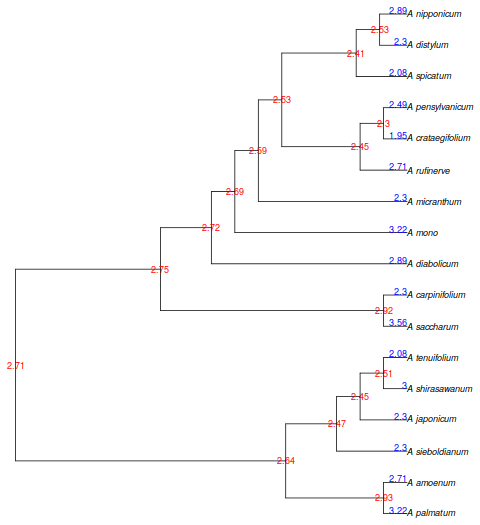 2.89 A nipponicum
2.53
2.3 A distylum
2.41
2.08 A spicatum
2.53
2.49 A pensylvanicum
2.3
1.95 A crataegifolium
2.45
2.59
2.71 A rufinerve
2.69
2.3 A micranthum
2.72
3.22 A mono
2.89 A diabolicum
2.75
2.3 A carpinifolium
2.92
3.56 A saccharum
2.08 A tenuifolium
2.71
2.51
3 A shirasawanum
2.45
2.3 A japonicum
2.47
2.3 A sieboldianum
2.64
2.71 A amoenum
2.93
3.22 A palmatum